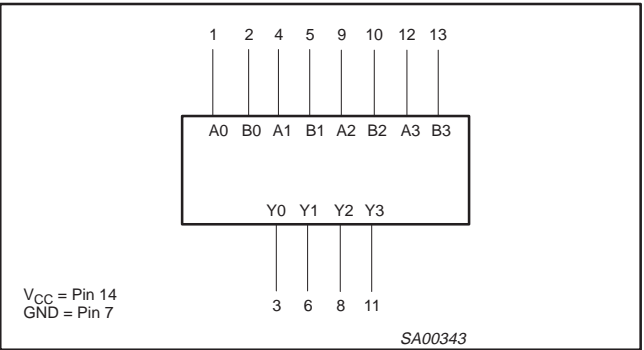 1 2 4 5 9 10 12 13
A0 B0 A1 B1 A2 B2 A3 B3
Y0 Y1 Y2 Y3
3 6 8 11
VCC = Pin 14
GND = Pin 7
SA00343